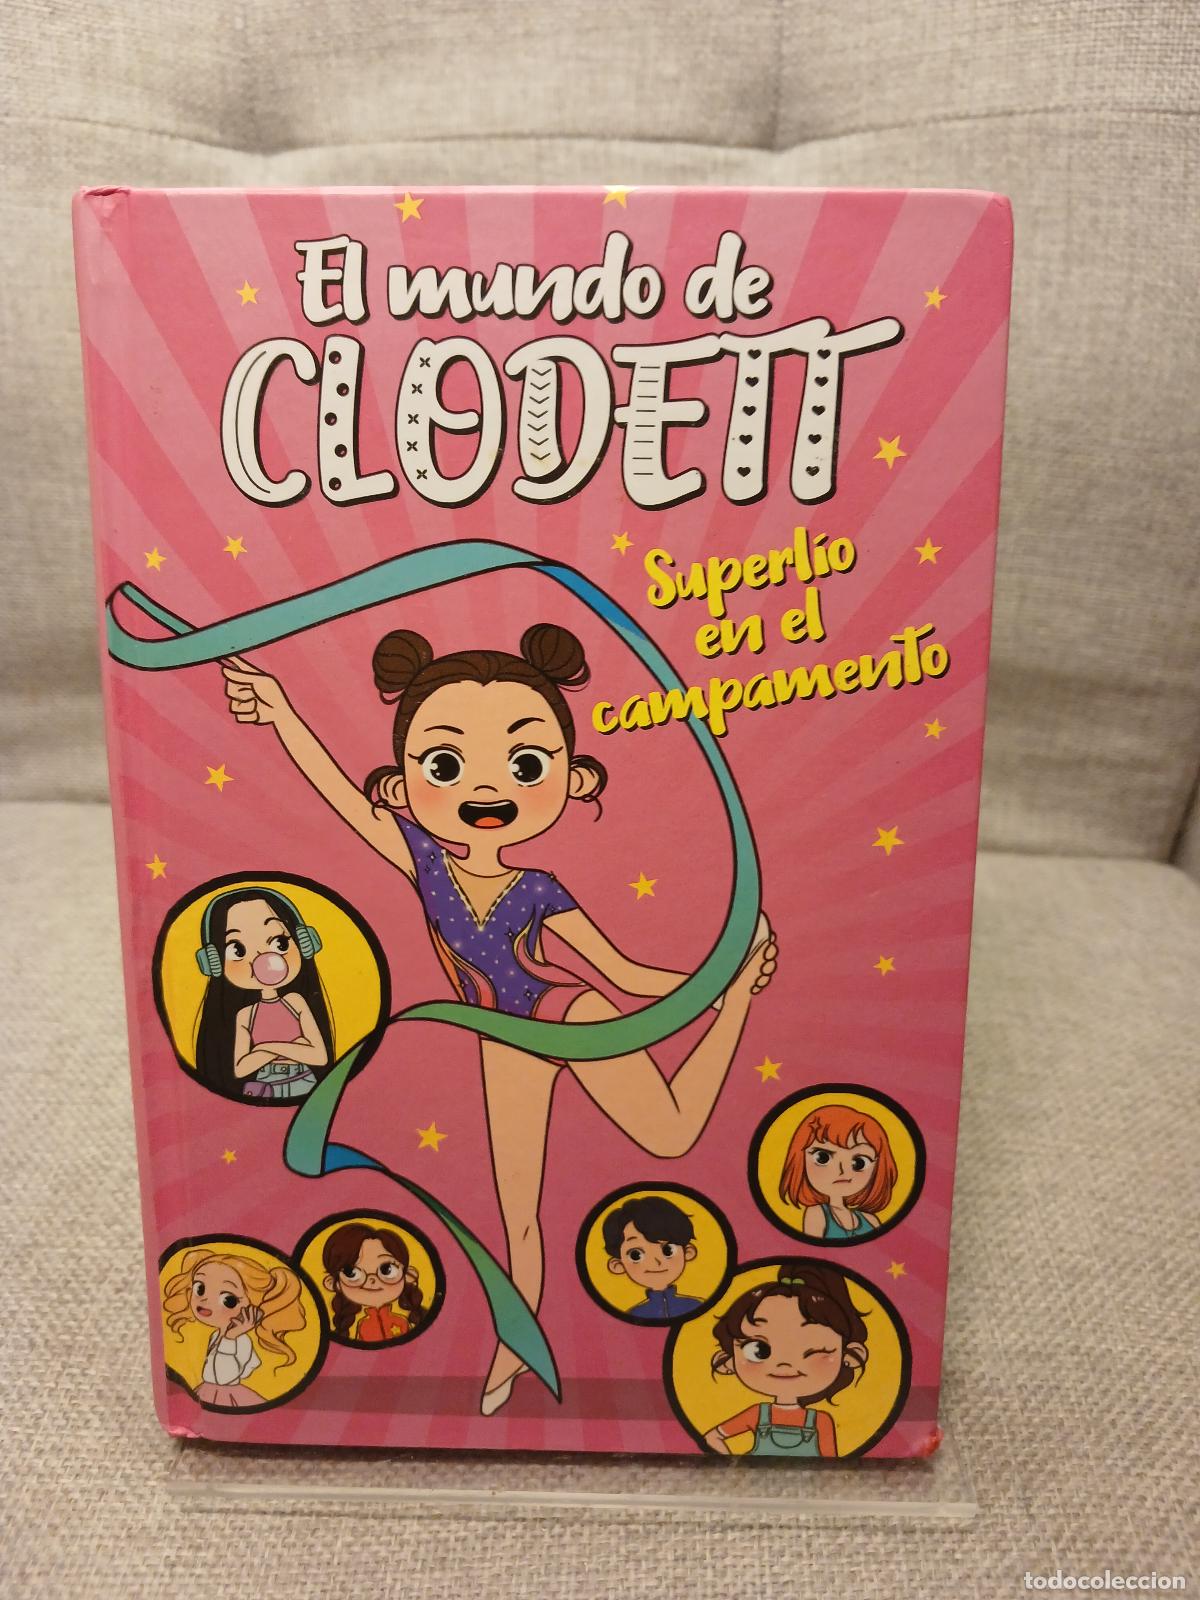 El mundo de
CLODETT
Superlío
en el
campamento
todocoleccion